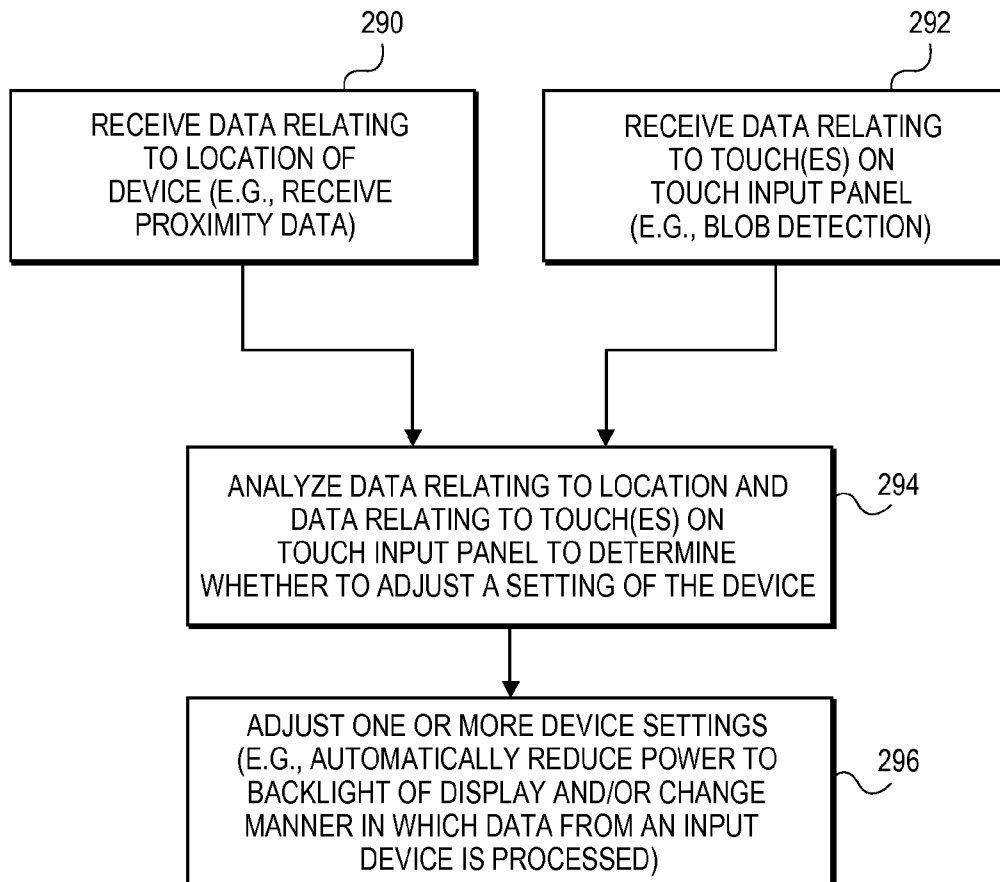 290
292
RECEIVE DATA RELATING
TO LOCATION OF
DEVICE (E.G., RECEIVE
PROXIMITY DATA)
RECEIVE DATA RELATING
TO TOUCH(ES) ON
TOUCH INPUT PANEL
(E.G., BLOB DETECTION)
ANALYZE DATA RELATING TO LOCATION AND
DATA RELATING TO TOUCH(ES) ON
TOUCH INPUT PANEL TO DETERMINE
WHETHER TO ADJUST A SETTING OF THE DEVICE
294
ADJUST ONE OR MORE DEVICE SETTINGS
(E.G., AUTOMATICALLY REDUCE POWER TO
BACKLIGHT OF DISPLAY AND/OR CHANGE
MANNER IN WHICH DATA FROM AN INPUT
DEVICE IS PROCESSED)
296